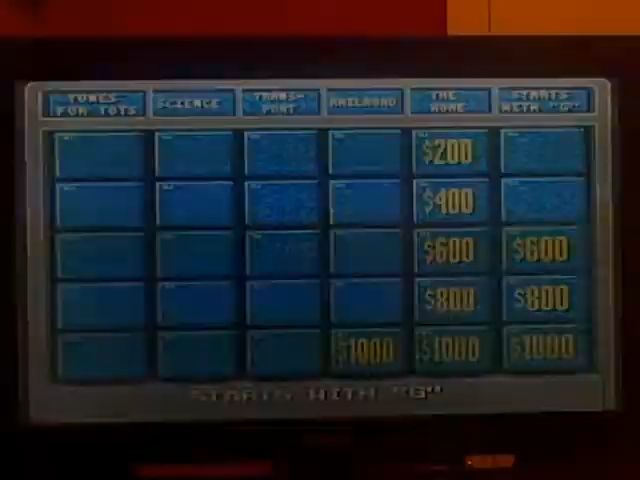 TUNES
FOR TOTS
SCIENCE
TRANS-
PORT
RAILROAD
THE
HOME
STARTS
WITH "G"
$200
$400
$600 $600
$800 $800
$1000 $1000 $1000
STARTS WITH "G"